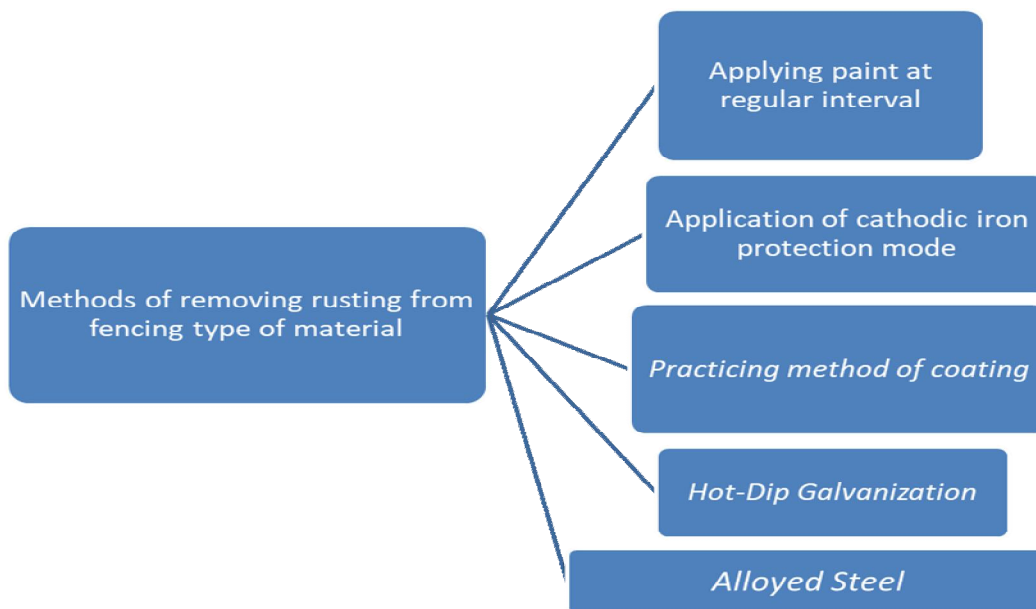 Methods of removing rusting from
fencing type of material
Applying paint at
regular interval
Application of cathodic iron
protection mode
Practicing method of coating
Hot-Dip Galvanization
Alloyed Steel